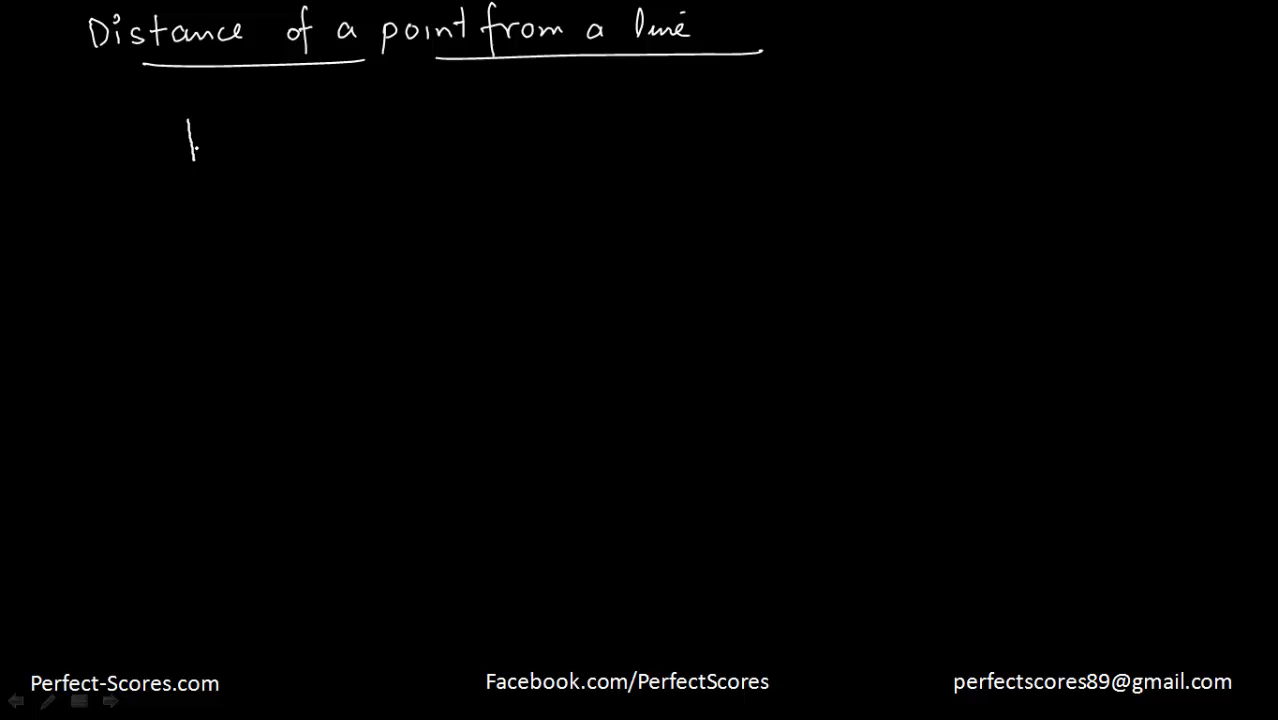 Distance of a point from a line
Perfect-Scores.com
Facebook.com/PerfectScores
perfectscores89@gmail.com